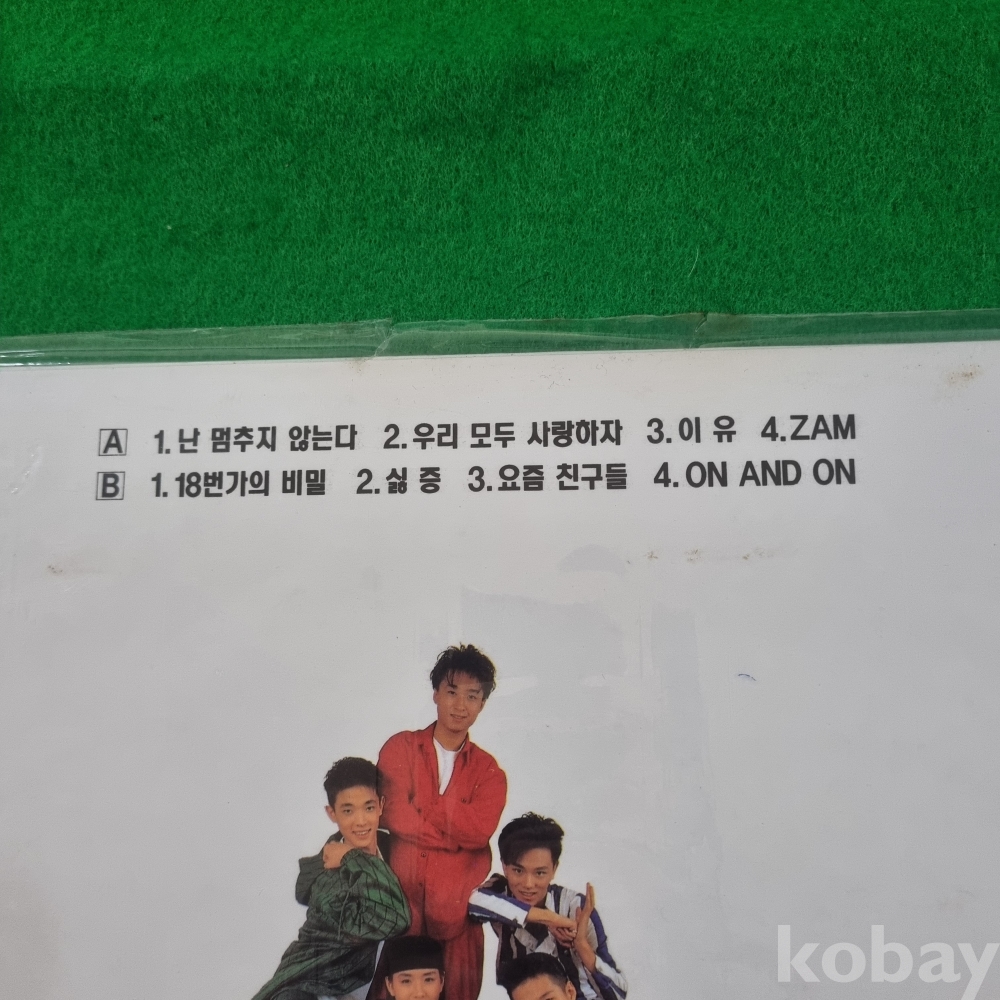 A 1. 난 멈추지 않는다 2. 우리 모두 사랑하자 3. 이 유 4. ZAM
B 1. 18번가의 비밀 2. 싫 증 3. 요즘 친구들 4. ON AND ON
kobay